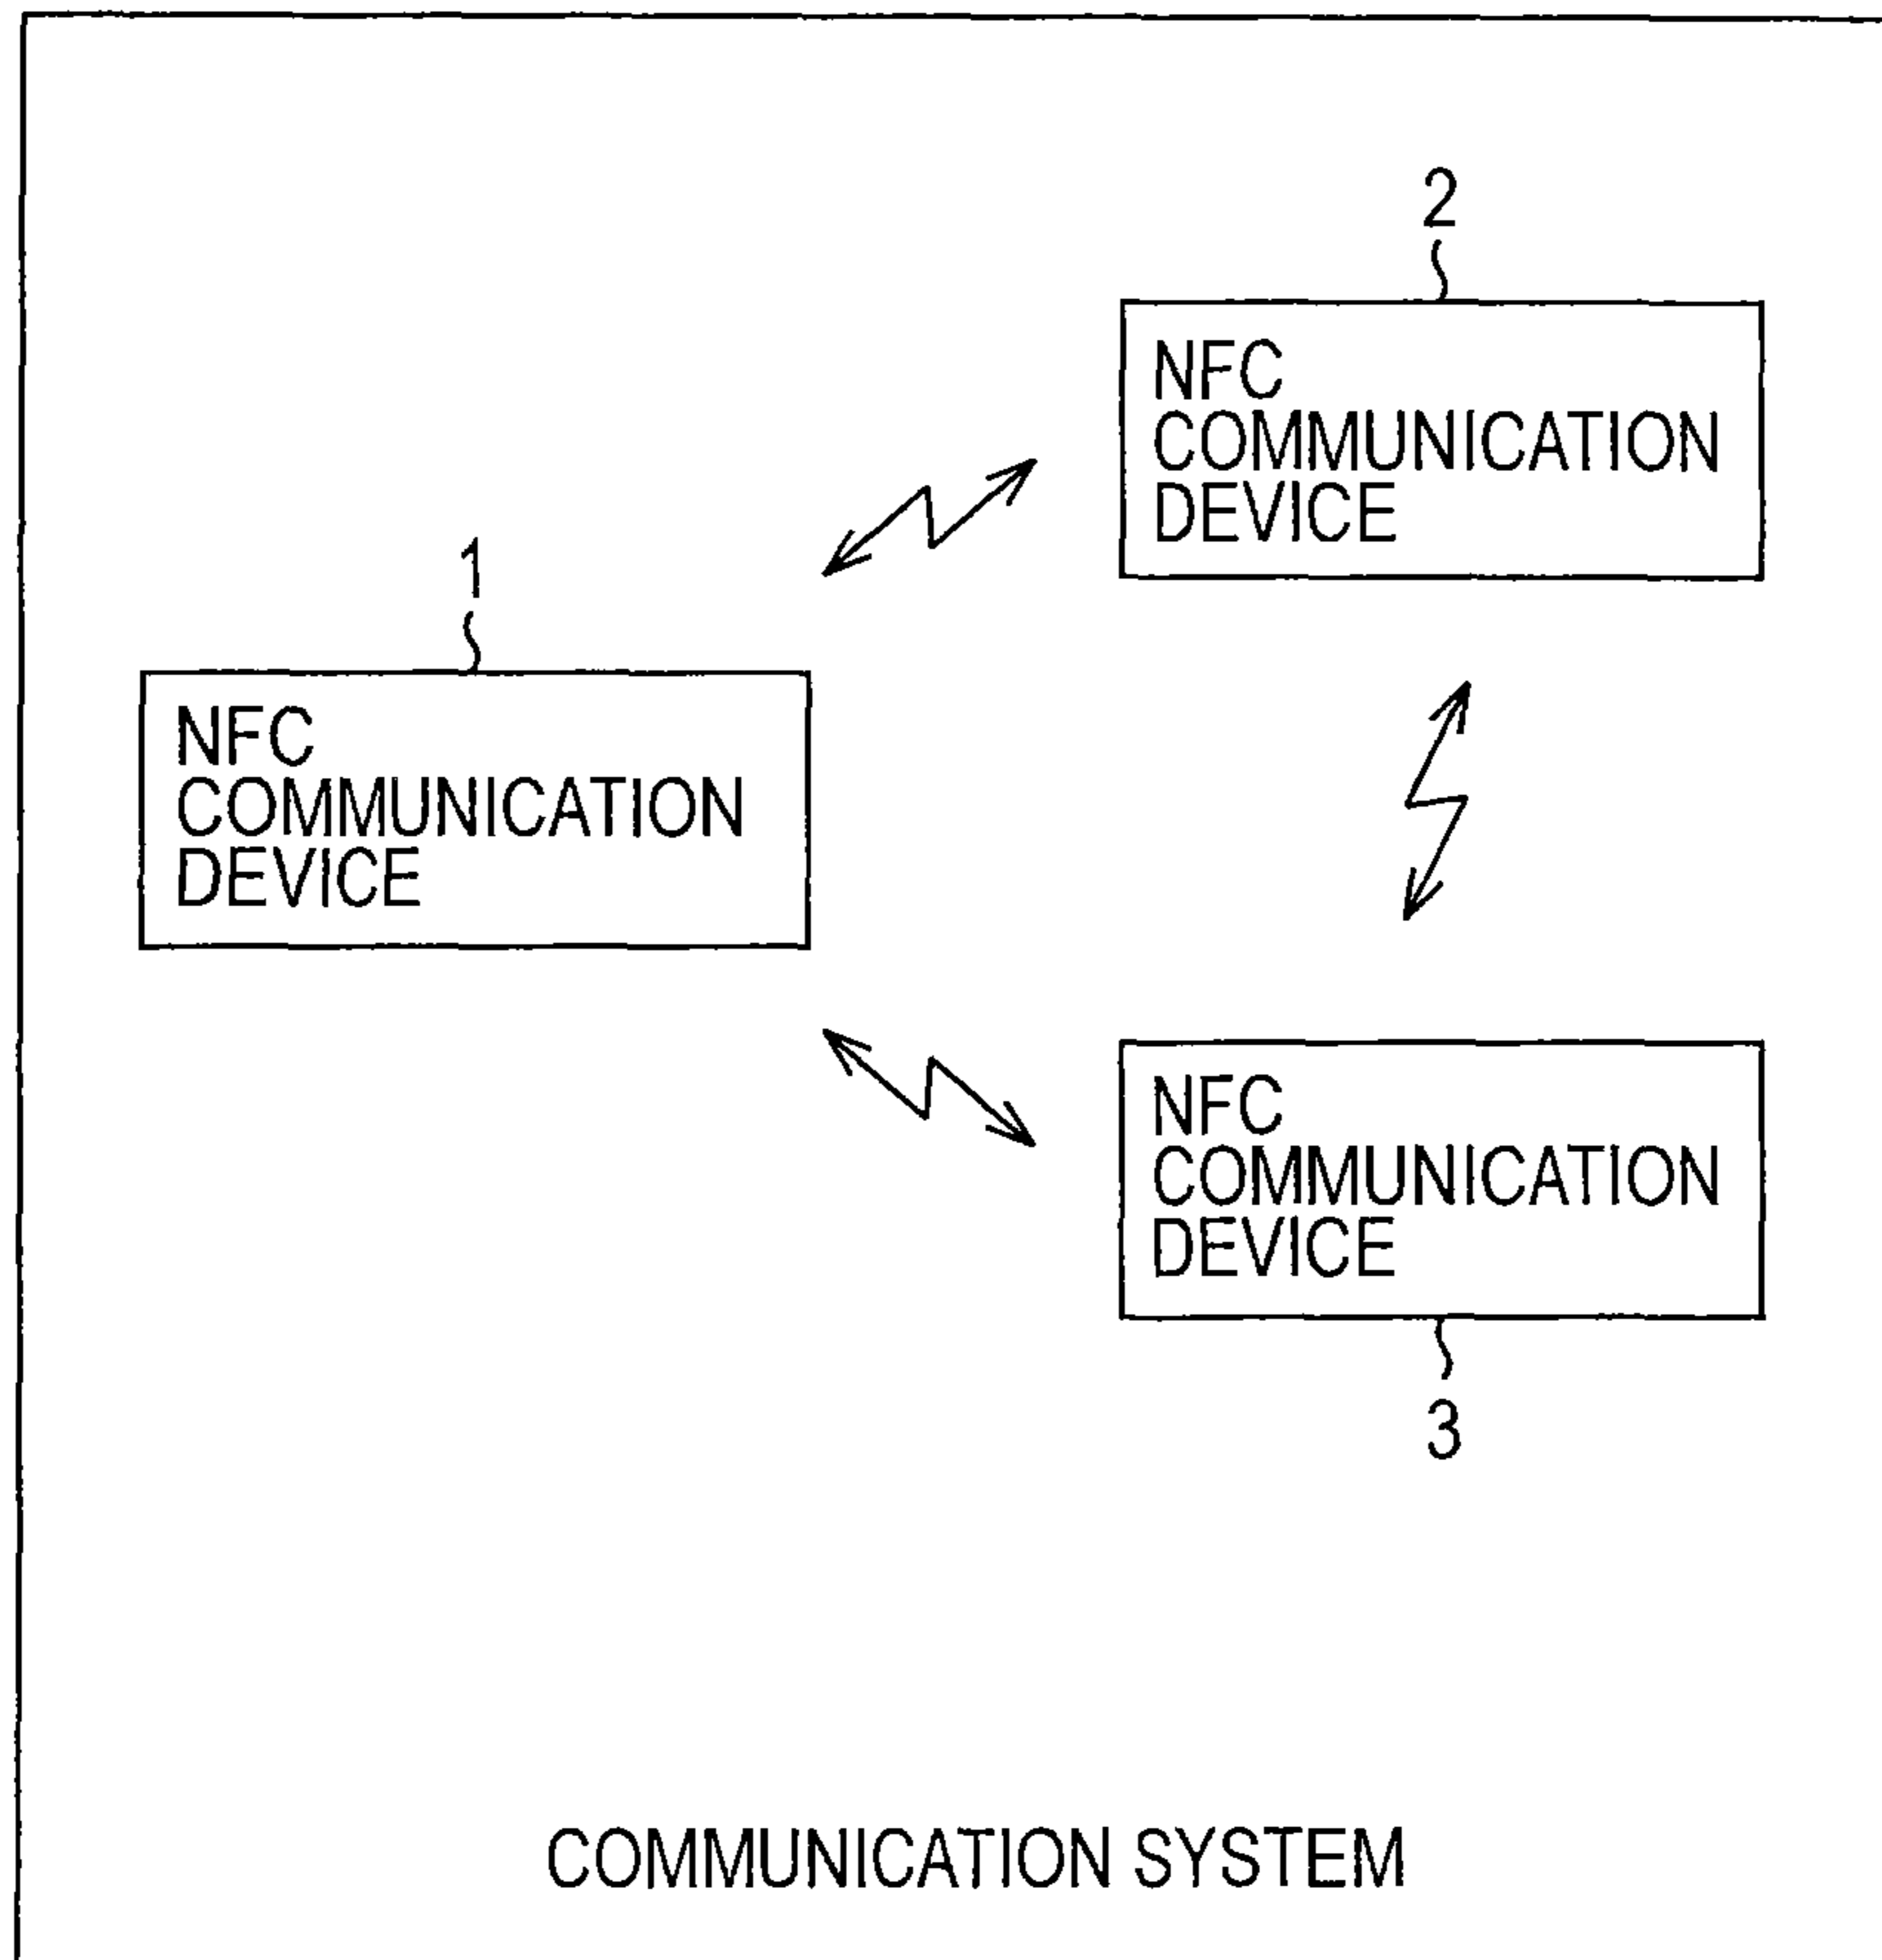 2
NFC
COMMUNICATION
DEVICE
1
NFC
COMMUNICATION
DEVICE
NFC
COMMUNICATION
DEVICE
3
COMMUNICATION SYSTEM